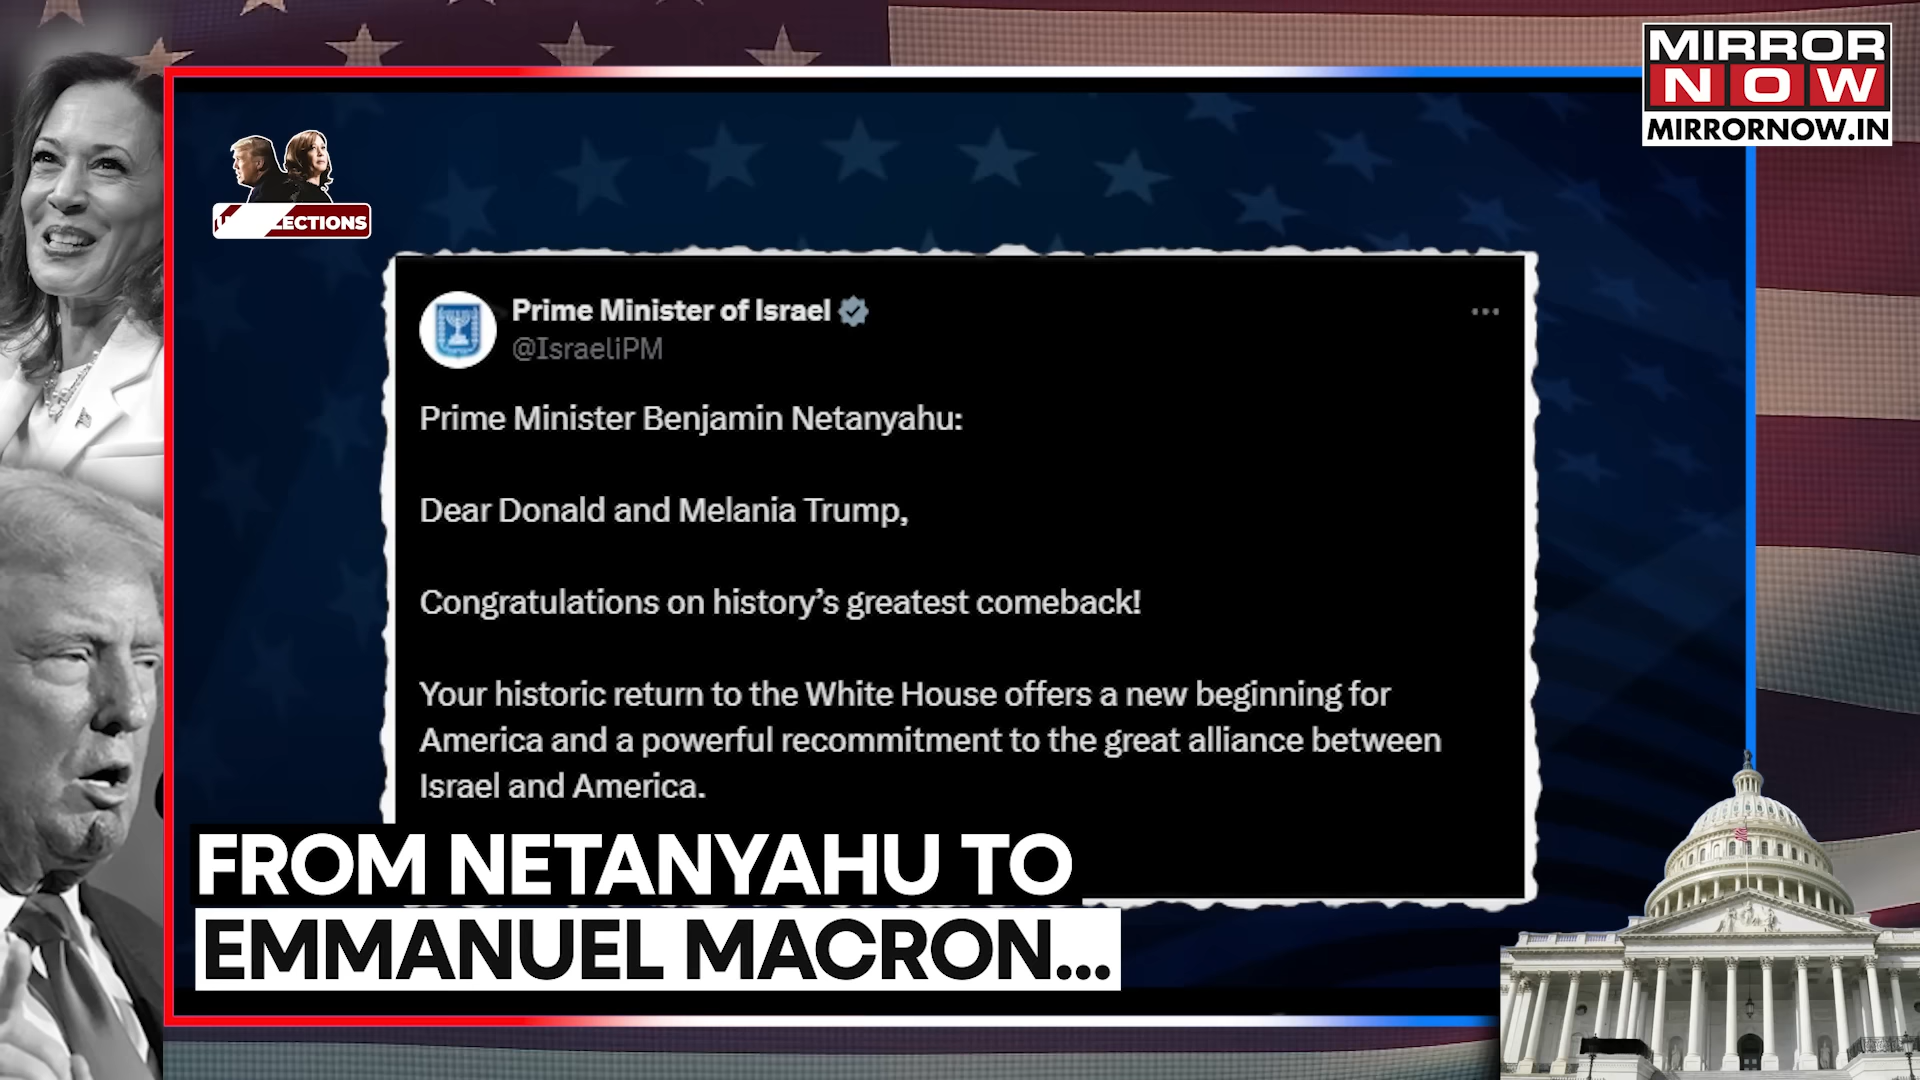 MIRROR
NOW
MIRRORNOW.IN
LECTIONS
Prime Minister of Israel
@IsraeliPM
Prime Minister Benjamin Netanyahu:
Dear Donald and Melania Trump,
Congratulations on history’s greatest comeback!
Your historic return to the White House offers a new beginning for
America and a powerful recommitment to the great alliance between
Israel and America.
FROM NETANYAHU TO
EMMANUEL MACRON...